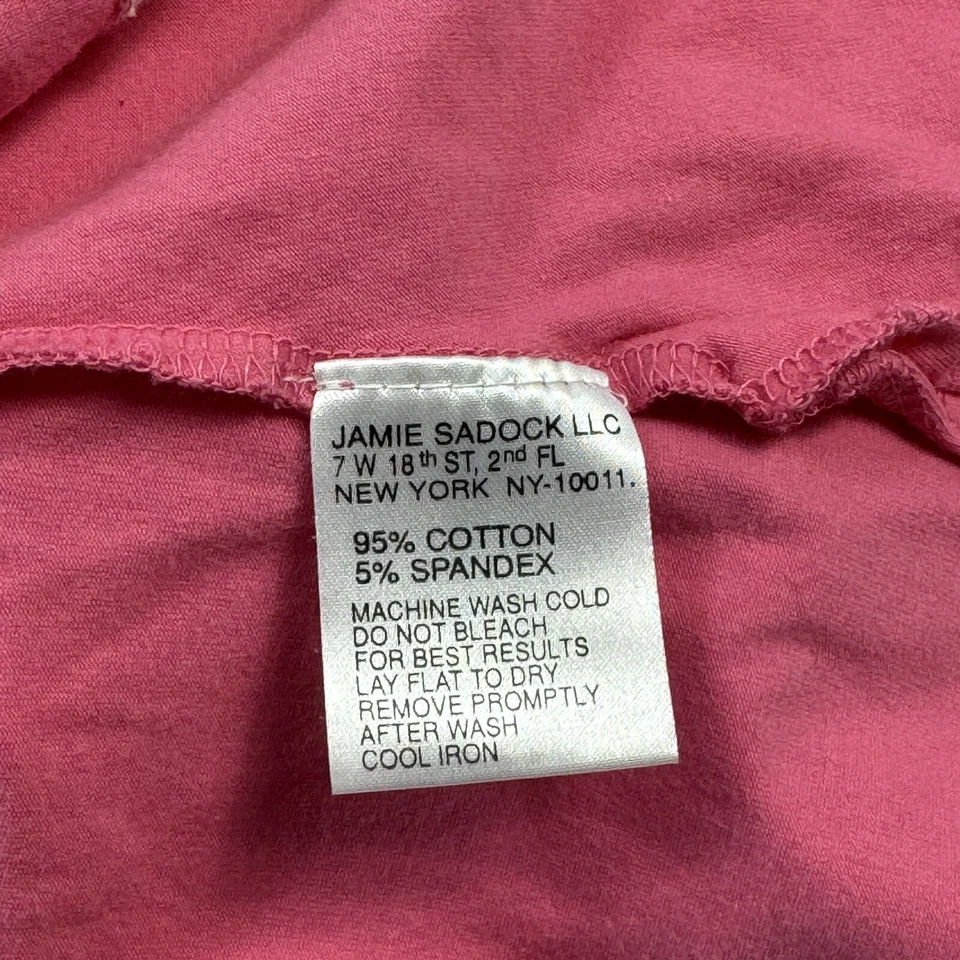 JAMIE SADOCK LLC
7 W 18th ST, 2nd FL
NEW YORK NY-10011.
95% COTTON
5% SPANDEX
MACHINE WASH COLD
DO NOT BLEACH
FOR BEST RESULTS
LAY FLAT TO DRY
REMOVE PROMPTLY
AFTER WASH
COOL IRON